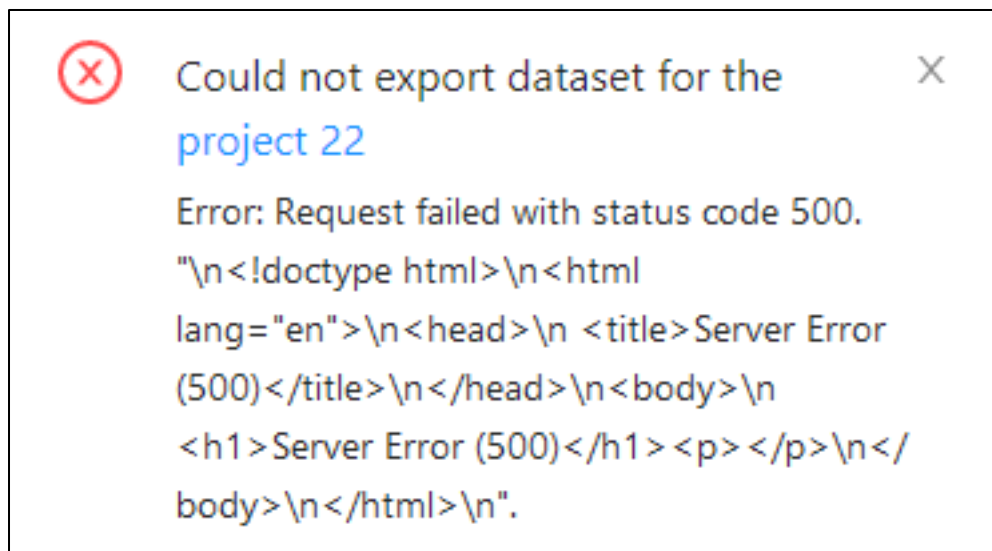 Could not export dataset for the
project 22
Error: Request failed with status code 500.
"\n<!doctype html>\n<html
lang="en">\n<head>\n <title>Server Error
(500)</title>\n</head>\n<body>\n
<h1>Server Error (500)</h1><p></p>\n</
body>\n</html>\n".